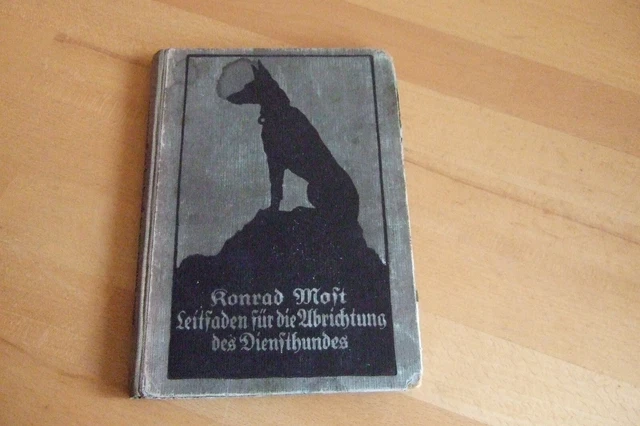 Konrad Most
Leitfaden für die Abrichtung
des Diensthundes